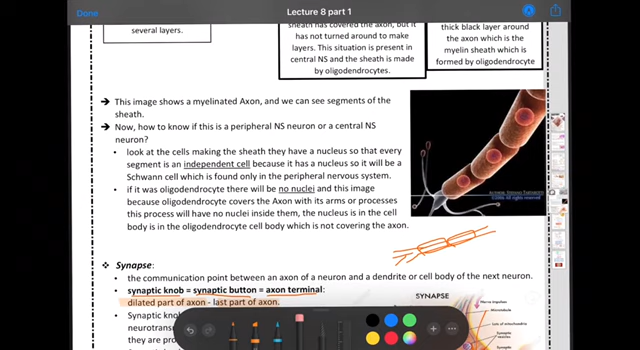 Done
Lecture 8 part 1
several layers.
sheath has covered the axon, but it
has not turned around to make
layers. This situation is present in
central NS and the sheath is made
by oligodendrocytes.
thick black layer around
the axon which is the
myelin sheath which is
formed by oligodendrocyte
➔ This image shows a myelinated Axon, and we can see segments of the
sheath.
➔ Now, how to know if this is a peripheral NS neuron or a central NS
neuron?
• look at the cells making the sheath they have a nucleus so that every
segment is an independent cell because it has a nucleus so it will be a
Schwann cell which is found only in the peripheral nervous system.
• if it was oligodendrocyte there will be no nuclei and this image
because oligodendrocyte covers the Axon with its arms or processes
this process will have no nuclei inside them, the nucleus is in the cell
body is in the oligodendrocyte cell body which is not covering the axon.
❖ Synapse:
• the communication point between an axon of a neuron and a dendrite or cell body of the next neuron.
• synaptic knob = synaptic button = axon terminal:
dilated part of axon - last part of axon.
• Synaptic knob
neurotransm
they are pro
SYNAPSE
Nerve impulses
Microtubule
Lots of mitochondria
Synaptic
vesicles